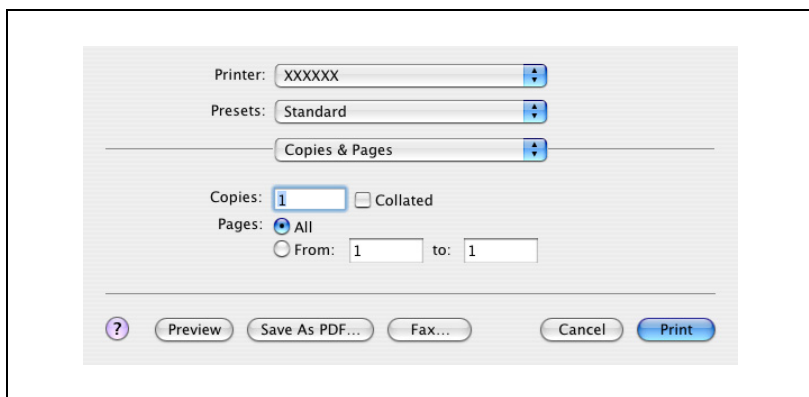 Printer: XXXXXX
Presets: Standard
Copies & Pages
Copies: 1 Collated
Pages: All
From: 1 to: 1
? Preview Save As PDF... Fax... Cancel Print